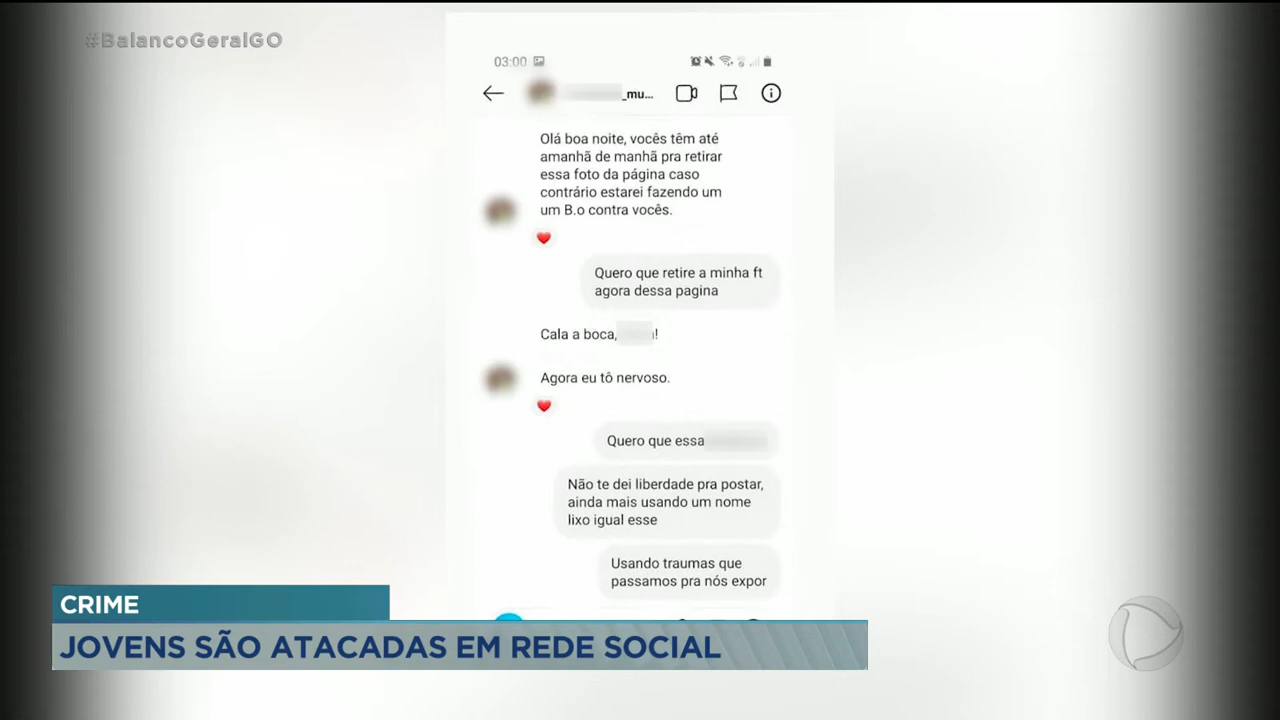 #BalancoGeralGO
03:00
_mu...
Olá boa noite, vocês têm até
amanhã de manhã pra retirar
essa foto da página caso
contrário estarei fazendo um
um B.o contra vocês.
Quero que retire a minha ft
agora dessa pagina
Cala a boca, !
Agora eu tô nervoso.
Quero que essa
Não te dei liberdade pra postar,
ainda mais usando um nome
lixo igual esse
Usando traumas que
passamos pra nós expor
CRIME
JOVENS SÃO ATACADAS EM REDE SOCIAL